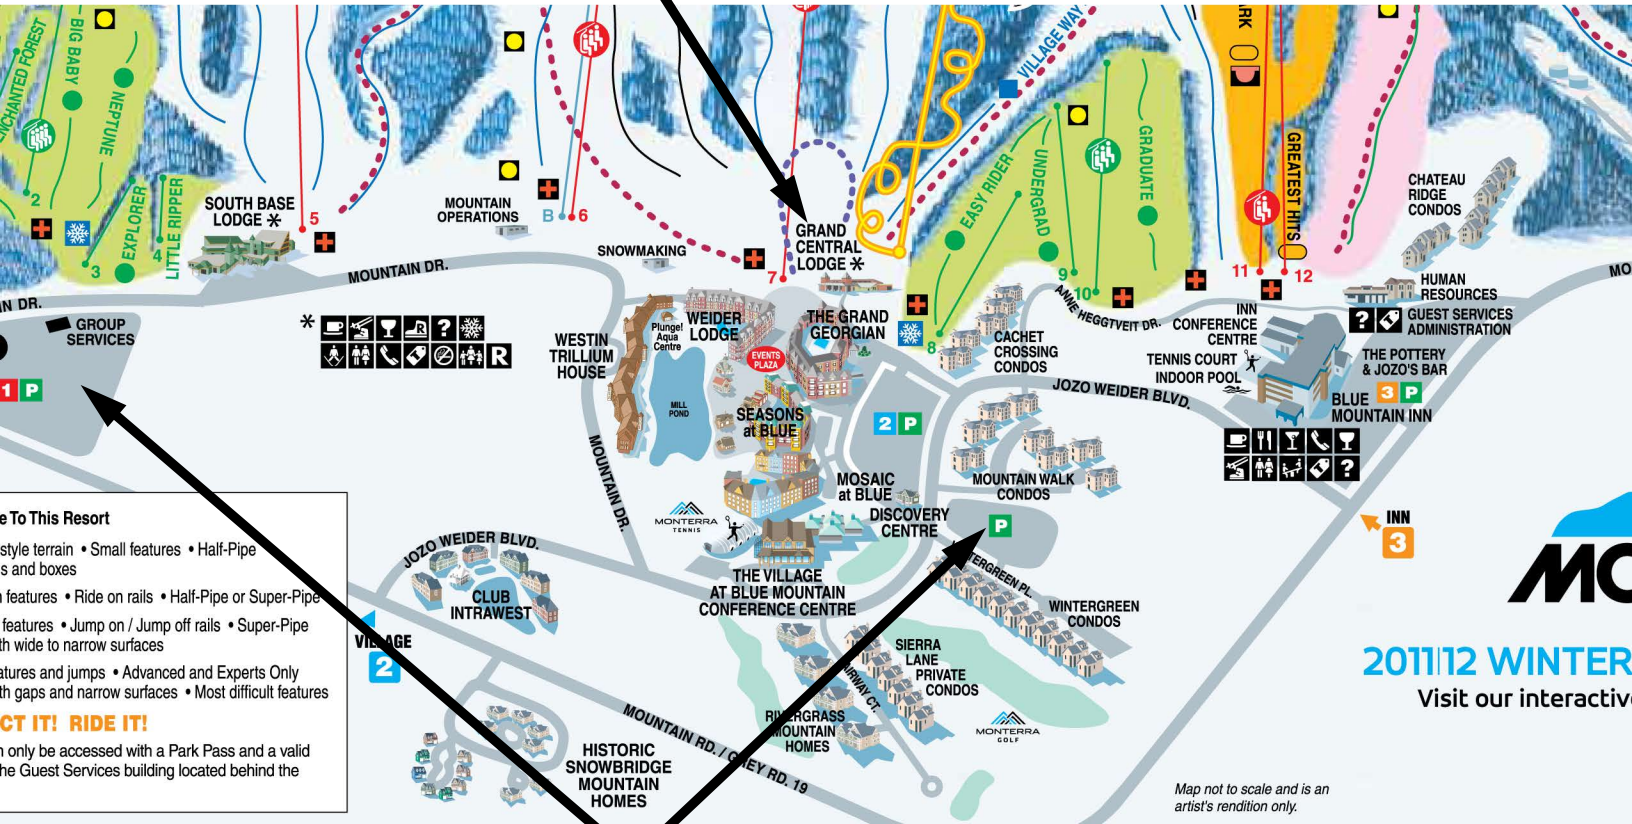 ENCHANTED FOREST
BIG BABY
NEPTUNE
EXPLORER
LITTLE RIPPER
2
3
4
SOUTH BASE
LODGE *
5
MOUNTAIN
OPERATIONS
B
6
SNOWMAKING
7
GRAND
CENTRAL
LODGE *
VILLAGE WAY
EASY RIDER
UNDERGRAD
GRADUATE
8
9
10
ARK
GREATEST HITS
11
12
CHATEAU
RIDGE
CONDOS
HUMAN
RESOURCES
? GUEST SERVICES
ADMINISTRATION
MO
IN DR.
MOUNTAIN DR.
GROUP
SERVICES
1 P
*
?
R
WESTIN
TRILLIUM
HOUSE
Plunge!
Aqua
Centre
WEIDER
LODGE
EVENTS
PLAZA
THE GRAND
GEORGIAN
MILL
POND
SEASONS
at BLUE
2 P
CACHET
CROSSING
CONDOS
ANNE HEGGTVEIT DR.
JOZO WEIDER BLVD.
INN
CONFERENCE
CENTRE
TENNIS COURT
INDOOR POOL
THE POTTERY
& JOZO'S BAR
3 P
BLUE
MOUNTAIN INN
?
MOUNTAIN DR.
MOSAIC
at BLUE
DISCOVERY
CENTRE
MOUNTAIN WALK
CONDOS
P
MONTERRA
TENNIS
THE VILLAGE
AT BLUE MOUNTAIN
CONFERENCE CENTRE
JOZO WEIDER BLVD.
CLUB
INTRAWEST
VILLAGE
2
INN
3
WINTERGREEN PL.
WINTERGREEN
CONDOS
SIERRA
LANE
PRIVATE
CONDOS
FAIRWAY CT.
RIVERGRASS
MOUNTAIN
HOMES
MONTERRA
GOLF
MOUNTAIN RD. / GREY RD. 19
HISTORIC
SNOWBRIDGE
MOUNTAIN
HOMES
e To This Resort
style terrain • Small features • Half-Pipe
s and boxes
n features • Ride on rails • Half-Pipe or Super-Pipe
features • Jump on / Jump off rails • Super-Pipe
th wide to narrow surfaces
atures and jumps • Advanced and Experts Only
th gaps and narrow surfaces • Most difficult features
CT IT! RIDE IT!
n only be accessed with a Park Pass and a valid
he Guest Services building located behind the
MO
2011|12 WINTER
Visit our interactive
Map not to scale and is an
artist's rendition only.